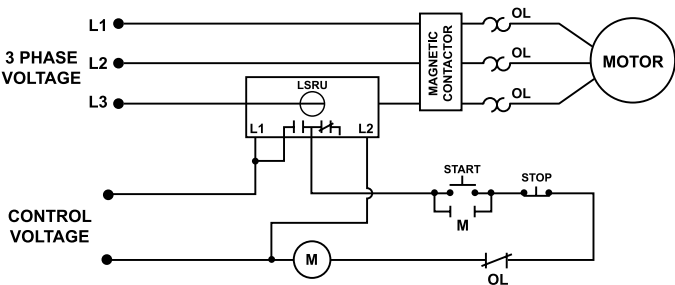 L1
OL
3 PHASE
VOLTAGE
L2
MAGNETIC
CONTACTOR
OL
MOTOR
LSRU
L3
OL
L1
L2
START
STOP
M
CONTROL
VOLTAGE
M
OL